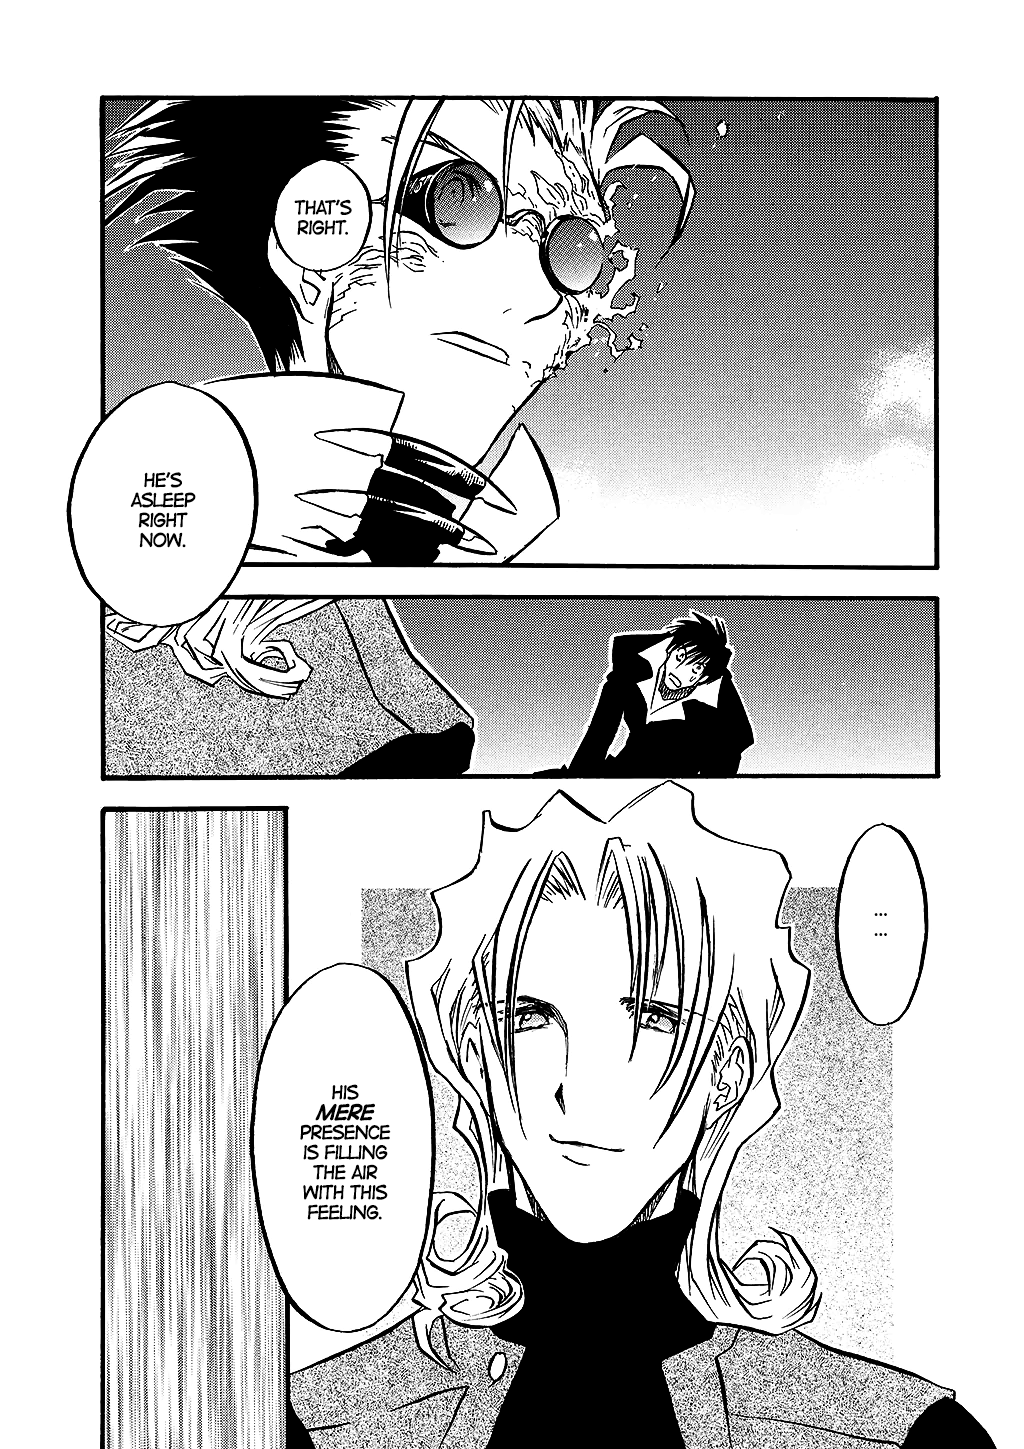 THAT'S
RIGHT.
HE'S
ASLEEP
RIGHT
NOW.
...
...
HIS
MERE
PRESENCE
IS FILLING
THE AIR
WITH THIS
FEELING.